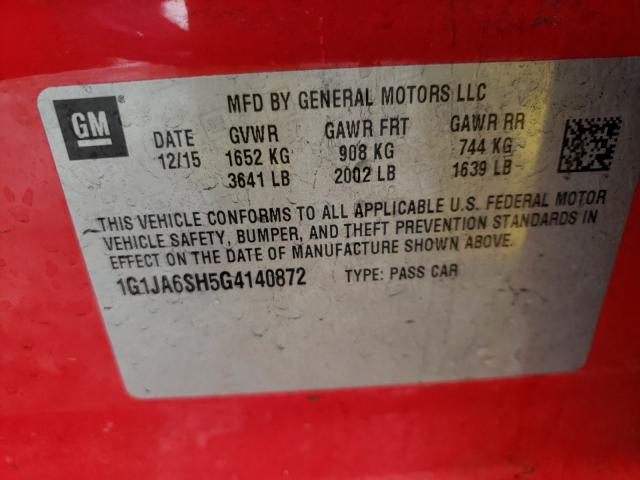 GM
MFD BY GENERAL MOTORS LLC
DATE GVWR GAWR FRT GAWR RR
12/15 1652 KG 908 KG 744 KG
3641 LB 2002 LB 1639 LB
THIS VEHICLE CONFORMS TO ALL APPLICABLE U.S. FEDERAL MOTOR
VEHICLE SAFETY, BUMPER, AND THEFT PREVENTION STANDARDS IN
EFFECT ON THE DATE OF MANUFACTURE SHOWN ABOVE.
1G1JA6SH5G4140872 TYPE: PASS CAR